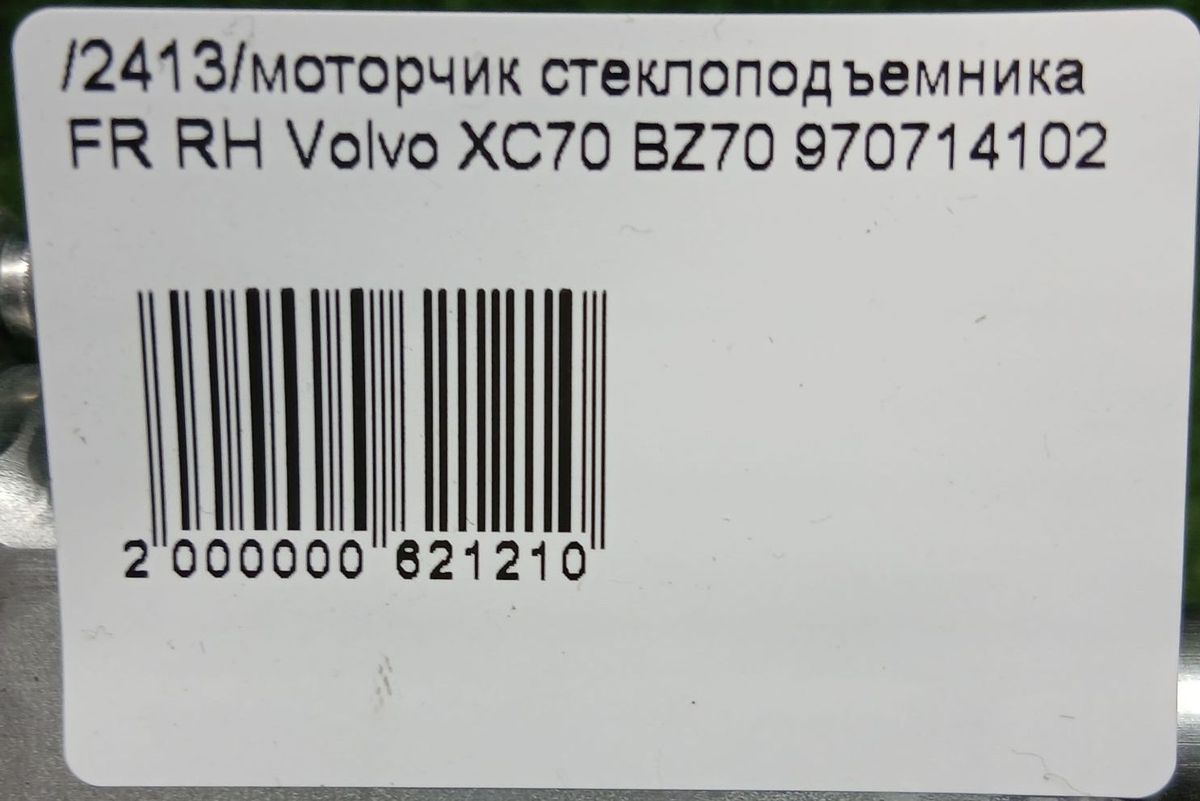 /2413/моторчик стеклоподъемника
FR RH Volvo XC70 BZ70 970714102
2 000000 621210